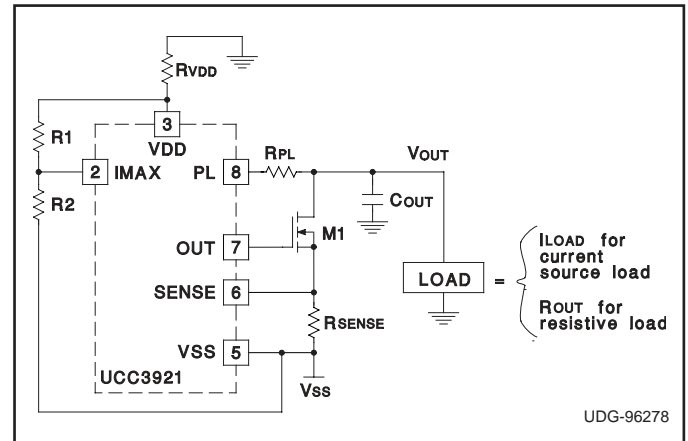 RVDD
R1
3
VDD
RPL
VOUT
2 IMAX
PL 8
R2
COUT
M1
OUT 7
ILOAD for
current
source load
LOAD =
SENSE 6
ROUT for
resistive load
RSENSE
VSS 5
UCC3921
VSS
UDG-96278